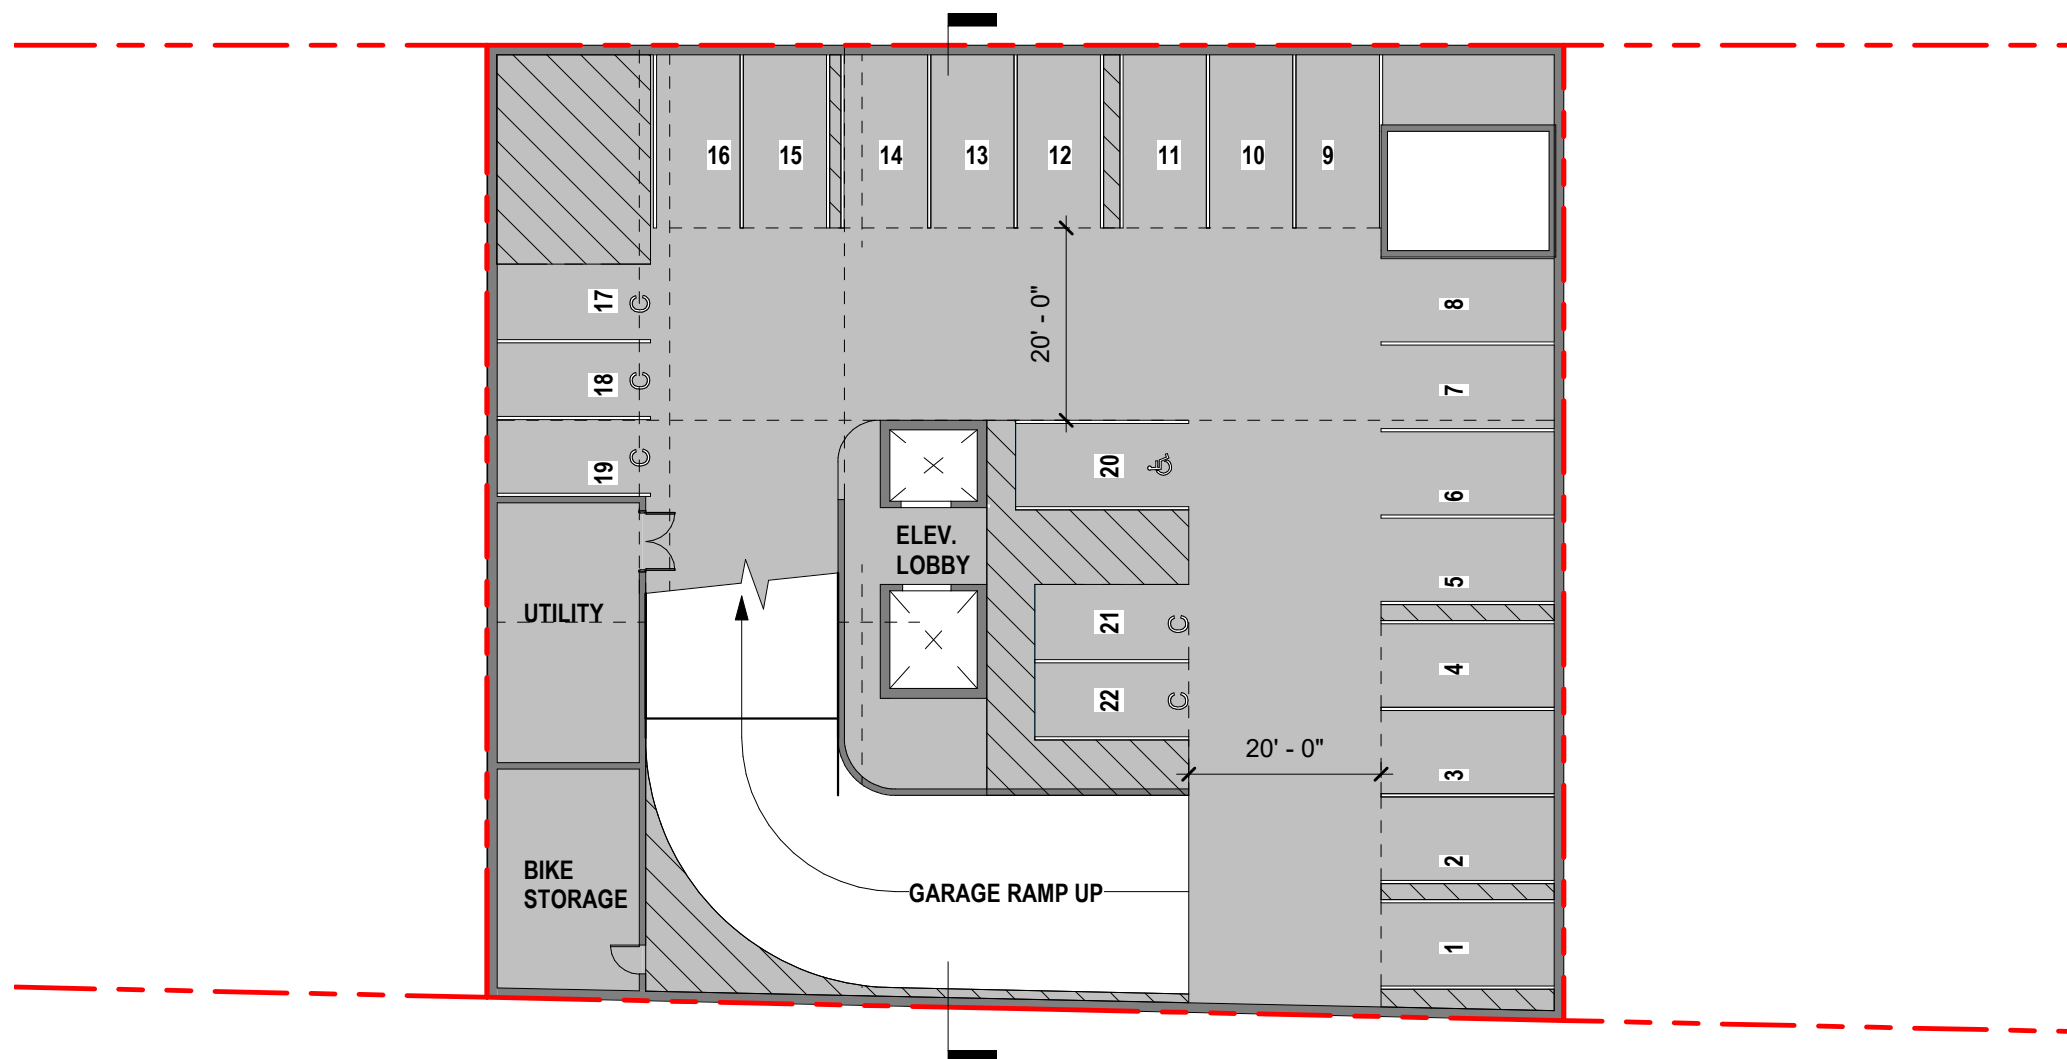 16
15
14
13
12
11
10
9
17
C
18
C
19
C
20' - 0"
8
7
6
5
4
3
2
1
20
21
C
22
C
ELEV.
LOBBY
UTILITY
20' - 0"
BIKE
STORAGE
GARAGE RAMP UP